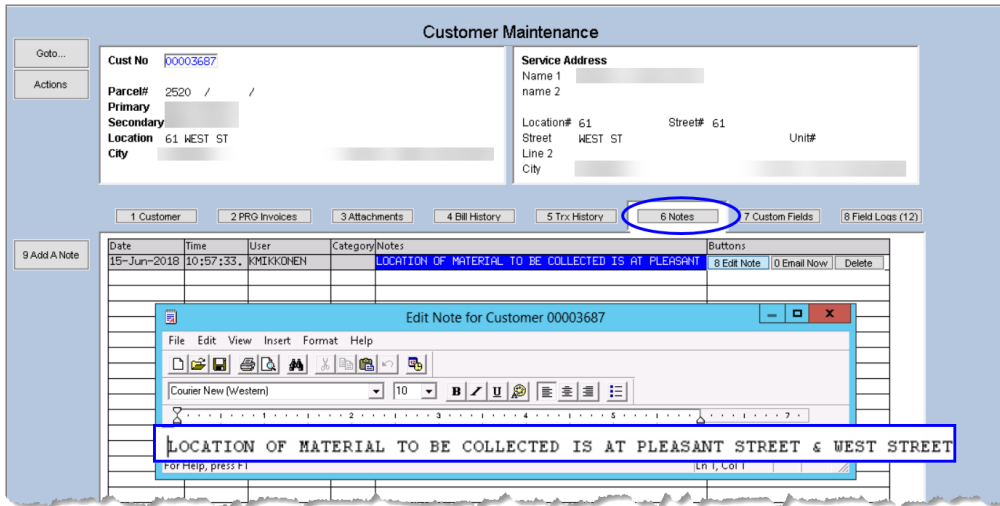 Customer Maintenance
Goto...
Actions
Cust No 00003687
Parcel# 2520 / /
Primary
Secondary
Location 61 WEST ST
City
Service Address
Name 1
name 2
Location# 61 Street# 61
Street WEST ST Unit#
Line 2
City
1 Customer 2 PRG Invoices 3 Attachments 4 Bill History 5 Trx History 6 Notes 7 Custom Fields 8 Field Logs (12)
9 Add A Note
Date Time User Category Notes Buttons
15-Jun-2018 10:57:33. KMIKKONEN LOCATION OF MATERIAL TO BE COLLECTED IS AT PLEASANT 8 Edit Note 0 Email Now Delete
Edit Note for Customer 00003687
File Edit View Insert Format Help
Courier New (Western) 10 B I U
1 2 3 4 5 7
LOCATION OF MATERIAL TO BE COLLECTED IS AT PLEASANT STREET & WEST STREET
For Help, press F1 Ln 1, Col 1